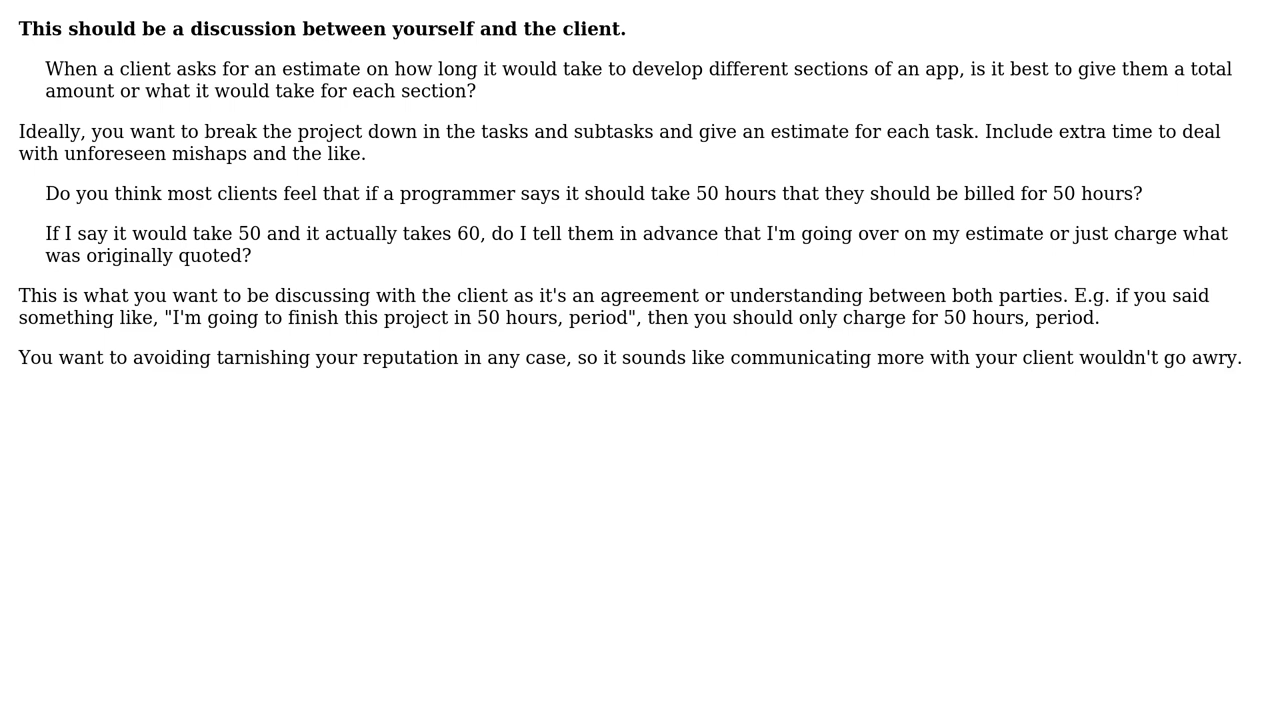 This should be a discussion between yourself and the client.
When a client asks for an estimate on how long it would take to develop different sections of an app, is it best to give them a total
amount or what it would take for each section?
Ideally, you want to break the project down in the tasks and subtasks and give an estimate for each task. Include extra time to deal
with unforeseen mishaps and the like.
Do you think most clients feel that if a programmer says it should take 50 hours that they should be billed for 50 hours?
If I say it would take 50 and it actually takes 60, do I tell them in advance that I'm going over on my estimate or just charge what
was originally quoted?
This is what you want to be discussing with the client as it's an agreement or understanding between both parties. E.g. if you said
something like, "I'm going to finish this project in 50 hours, period", then you should only charge for 50 hours, period.
You want to avoiding tarnishing your reputation in any case, so it sounds like communicating more with your client wouldn't go awry.